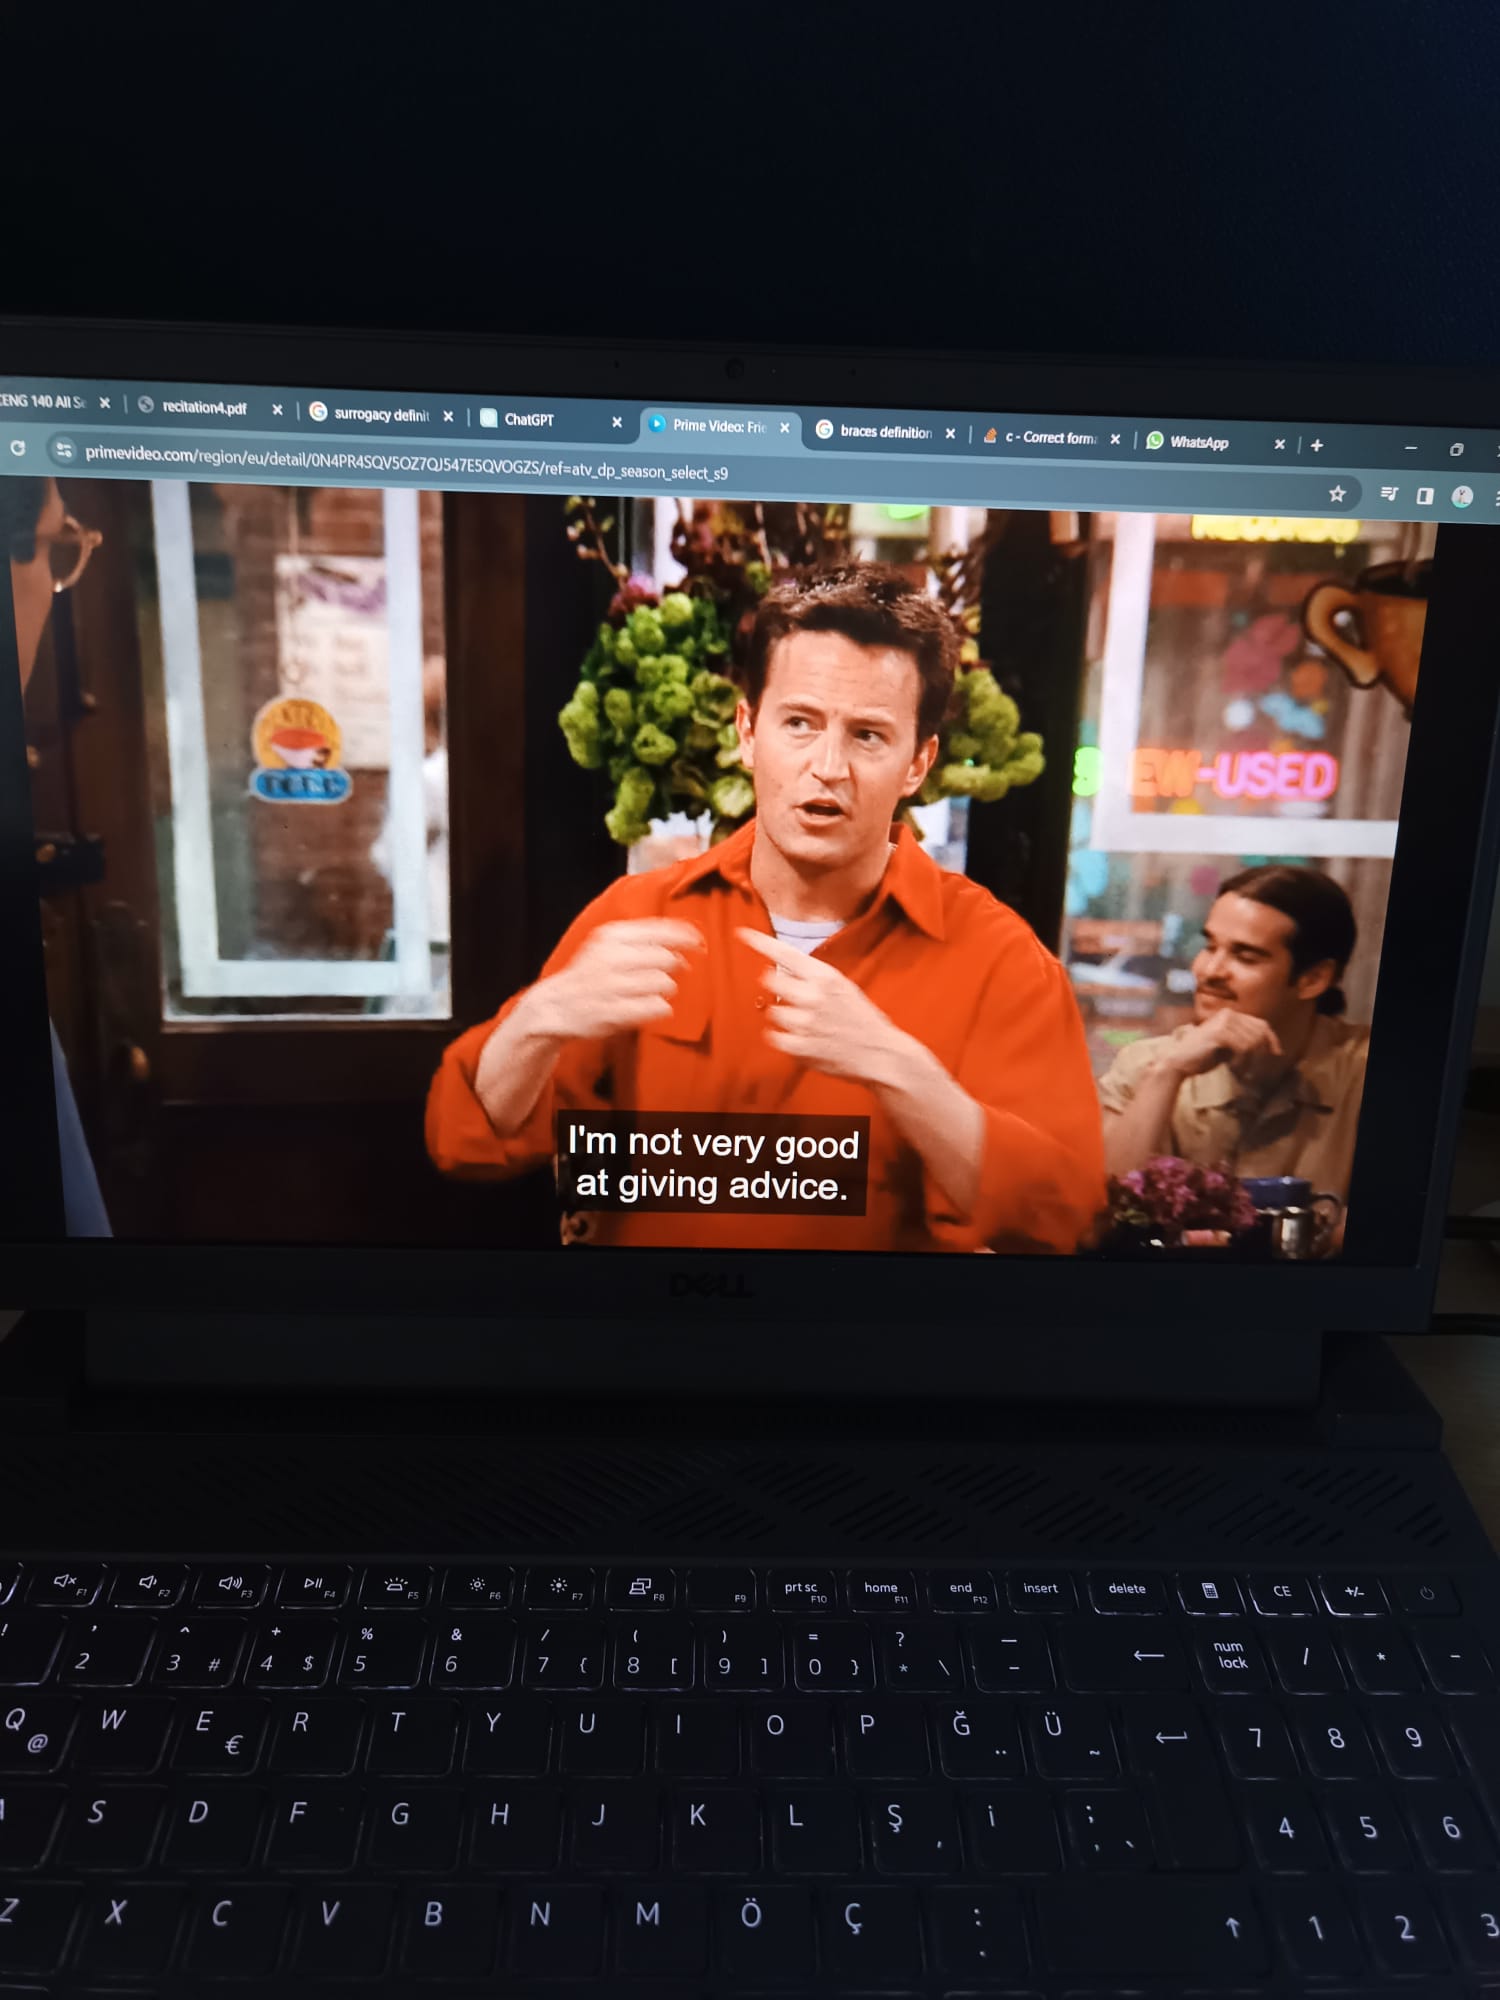 CENG 140 All Se
recitation4.pdf
surrogacy definit
ChatGPT
Prime Video: Frie
braces definition
c - Correct forma
WhatsApp
primevideo.com/region/eu/detail/0N4PR4SQV5OZ7QJ547E5QVOGZS/ref=atv_dp_season_select_s9
-USED
I'm not very good
at giving advice.
DELL
F1 F2 F3 F4 F5 F6 F7 F8 F9 prt sc F10 home F11 end F12 insert delete CE +/-
! ' 2 ^ 3 # + 4 $ % 5 & 6 / 7 { ( 8 [ ) 9 ] = 0 } ? * \ _ - num lock / * -
Q @ W E € R T Y U I O P Ğ ¨ Ü ~ 7 8 9
S D F G H J K L Ş ´ i ; , ` 4 5 6
Z X C V B N M Ö Ç : . 1 2 3